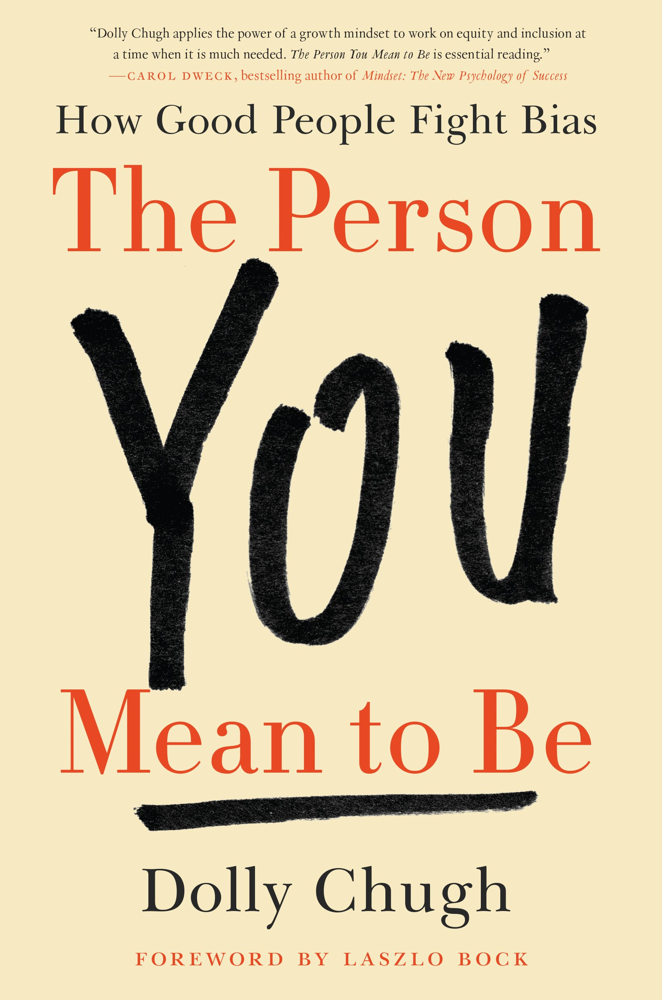 “Dolly Chugh applies the power of a growth mindset to work on equity and inclusion at
a time when it is much needed. The Person You Mean to Be is essential reading.”
—CAROL DWECK, bestselling author of Mindset: The New Psychology of Success
How Good People Fight Bias
The Person
You
Mean to Be
Dolly Chugh
FOREWORD BY LASZLO BOCK